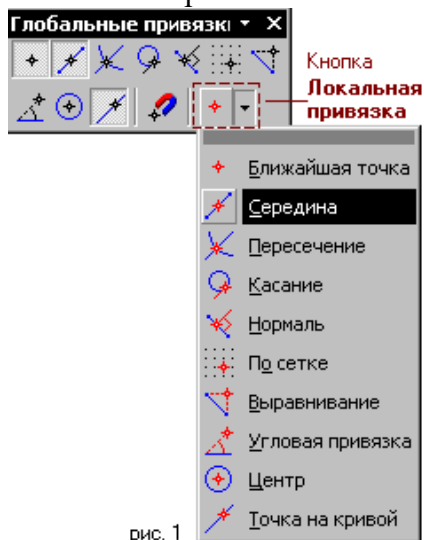 Глобальные привязки
Кнопка
Локальная
привязка
Ближайшая точка
Середина
Пересечение
Касание
Нормаль
По сетке
Выравнивание
Угловая привязка
Центр
Точка на кривой
рис. 1